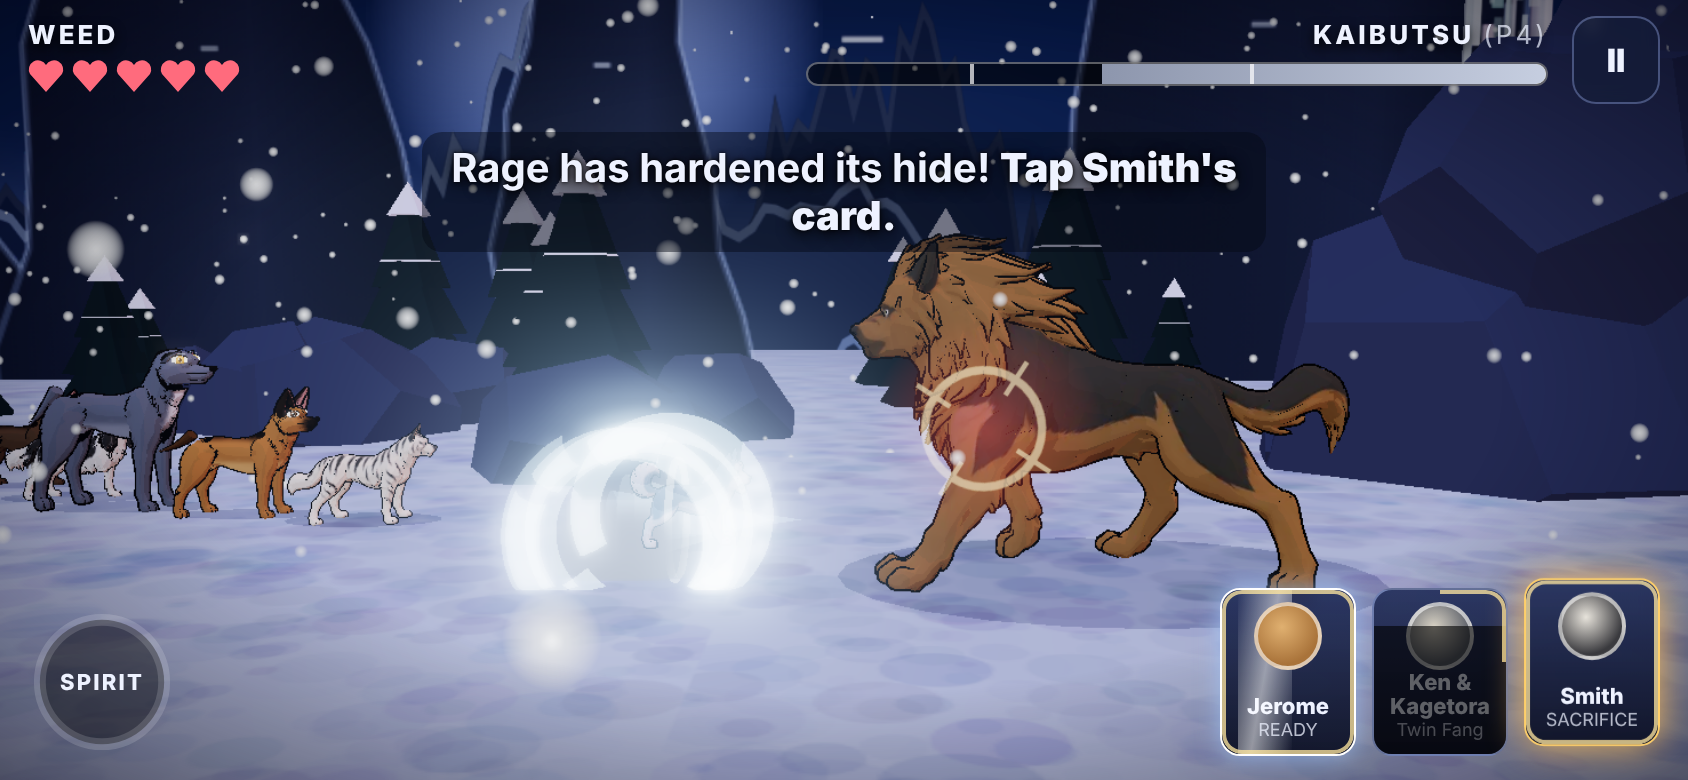 WEED
KAIBUTSU (P4)
Rage has hardened its hide! Tap Smith's
card.
SPIRIT
Jerome
READY
Ken &
Kagetora
Twin Fang
Smith
SACRIFICE